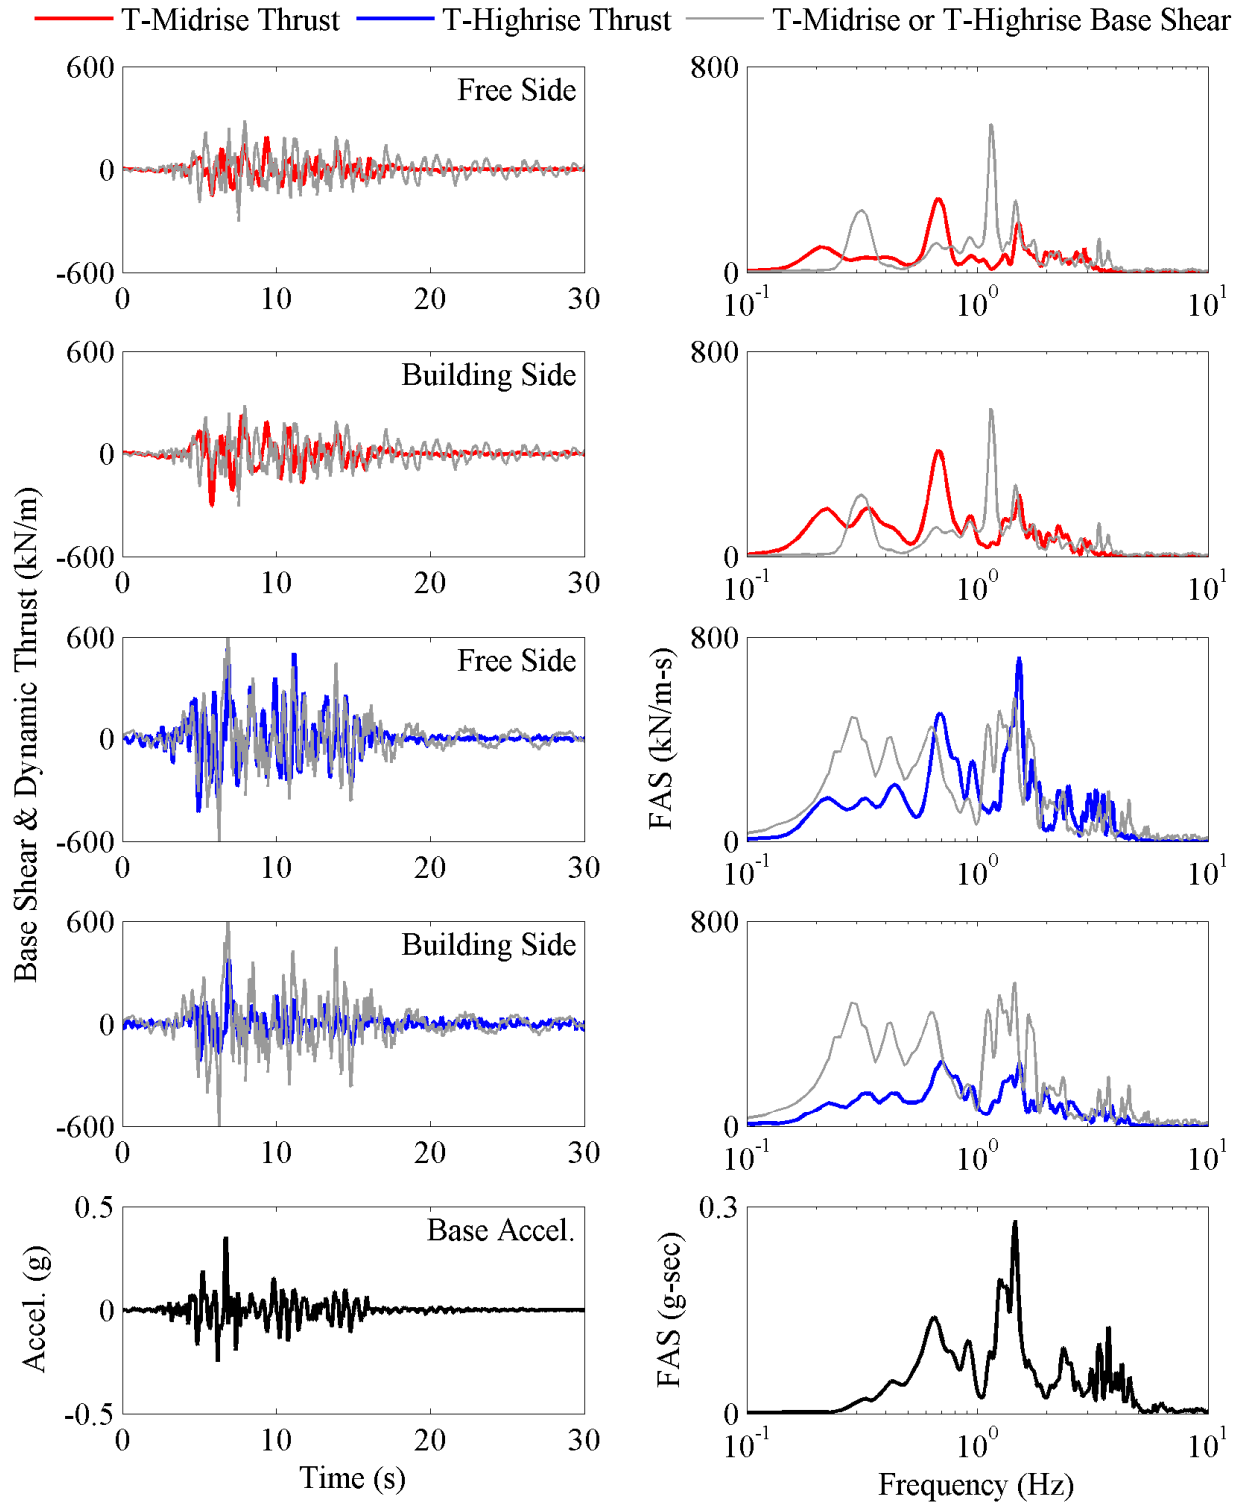 T-Midrise Thrust T-Highrise Thrust T-Midrise or T-Highrise Base Shear
Base Shear & Dynamic Thrust (kN/m)
600
0
-600
Free Side
0 10 20 30
800
0
10-1 100 101
600
0
-600
Building Side
0 10 20 30
800
0
10-1 100 101
600
0
-600
Free Side
0 10 20 30
FAS (kN/m-s)
800
0
10-1 100 101
600
0
-600
Building Side
0 10 20 30
800
0
10-1 100 101
Accel. (g)
0.5
0
-0.5
Base Accel.
0 10 20 30
Time (s)
FAS (g-sec)
0.3
0
10-1 100 101
Frequency (Hz)